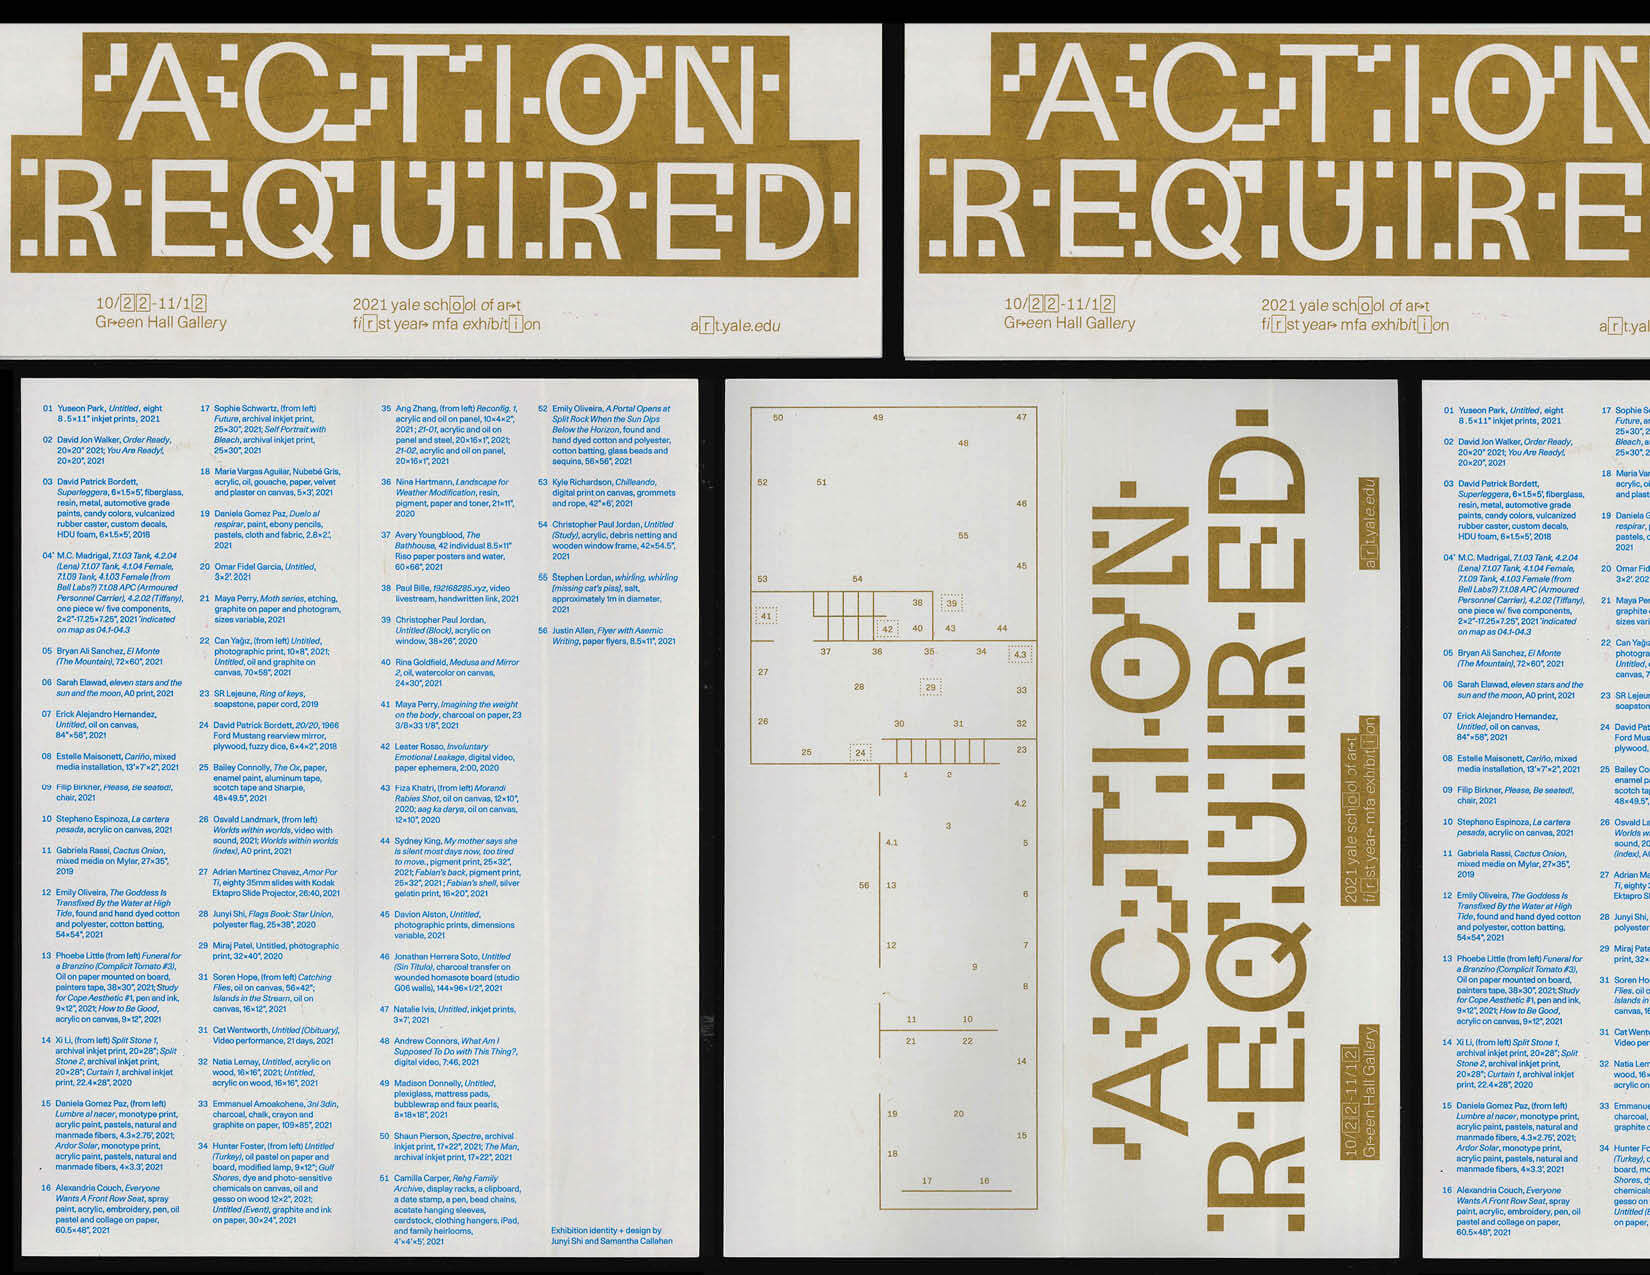 ACTION
REQUIRED
10/22-11/12
Green Hall Gallery
2021 yale school of art
first year mfa exhibition
art.yale.edu
ACTION
REQUIRE
10/22-11/12
Green Hall Gallery
2021 yale school of art
first year mfa exhibition
art.yal
01 Yuseon Park, Untitled, eight
8.5×11" inkjet prints, 2021
02 David Jon Walker, Order Ready,
20×20" 2021; You Are Ready!,
20×20", 2021
03 David Patrick Bordett,
Superleggera, 6×1.5×5', fiberglass,
resin, metal, automotive grade
paints, candy colors, vulcanized
rubber caster, custom decals,
HDU foam, 6×1.5×5', 2018
04* M.C. Madrigal, 7.1.03 Tank, 4.2.04
(Lena) 7.1.07 Tank, 4.1.04 Female,
7.1.09 Tank, 4.1.03 Female (from
Bell Labs?) 7.1.08 APC (Armoured
Personnel Carrier), 4.2.02 (Tiffany),
one piece w/ five components,
2×2"-17.25×7.25", 2021 *indicated
on map as 04.1-04.3
05 Bryan Ali Sanchez, El Monte
(The Mountain), 72×60", 2021
06 Sarah Elawad, eleven stars and the
sun and the moon, A0 print, 2021
07 Erick Alejandro Hernandez,
Untitled, oil on canvas,
84"×58", 2021
08 Estelle Maisonett, Cariño, mixed
media installation, 13'×7'×2", 2021
09 Filip Birkner, Please, Be seated!,
chair, 2021
10 Stephano Espinoza, La cartera
pesada, acrylic on canvas, 2021
11 Gabriela Rassi, Cactus Onion,
mixed media on Mylar, 27×35",
2019
12 Emily Oliveira, The Goddess Is
Transfixed By the Water at High
Tide, found and hand dyed cotton
and polyester, cotton batting,
54×54", 2021
13 Phoebe Little (from left) Funeral for
a Branzino (Complicit Tomato #3),
Oil on paper mounted on board,
painters tape, 38×30", 2021; Study
for Cope Aesthetic #1, pen and ink,
9×12", 2021; How to Be Good,
acrylic on canvas, 9×12", 2021
14 Xi Li, (from left) Split Stone 1,
archival inkjet print, 20×28"; Split
Stone 2, archival inkjet print,
20×28"; Curtain 1, archival inkjet
print, 22.4×28", 2020
15 Daniela Gomez Paz, (from left)
Lumbre al nacer, monotype print,
acrylic paint, pastels, natural and
manmade fibers, 4.3×2.75', 2021;
Ardor Solar, monotype print,
acrylic paint, pastels, natural and
manmade fibers, 4×3.3', 2021
16 Alexandria Couch, Everyone
Wants A Front Row Seat, spray
paint, acrylic, embroidery, pen, oil
pastel and collage on paper,
60.5×48", 2021
17 Sophie Schwartz, (from left)
Future, archival inkjet print,
25×30", 2021; Self Portrait with
Bleach, archival inkjet print,
25×30", 2021
18 Maria Vargas Aguilar, Nubebé Gris,
acrylic, oil, gouache, paper, velvet
and plaster on canvas, 5×3', 2021
19 Daniela Gomez Paz, Duelo al
respirar, paint, ebony pencils,
pastels, cloth and fabric, 2.6×2',
2021
20 Omar Fidel Garcia, Untitled,
3×2', 2021
21 Maya Perry, Moth series, etching,
graphite on paper and photogram,
sizes variable, 2021
22 Can Yağız, (from left) Untitled,
photographic print, 10×8", 2021;
Untitled, oil and graphite on
canvas, 70×58", 2021
23 SR Lejeune, Ring of keys,
soapstone, paper cord, 2019
24 David Patrick Bordett, 20/20, 1966
Ford Mustang rearview mirror,
plywood, fuzzy dice, 6×4×2", 2018
25 Bailey Connolly, The Ox, paper,
enamel paint, aluminum tape,
scotch tape and Sharpie,
48×49.5", 2021
26 Osvald Landmark, (from left)
Worlds within worlds, video with
sound, 2021; Worlds within worlds
(index), A0 print, 2021
27 Adrian Martinez Chavez, Amor Por
Ti, eighty 35mm slides with Kodak
Ektapro Slide Projector, 26:40, 2021
28 Junyi Shi, Flags Book: Star Union,
polyester flag, 25×38", 2020
29 Miraj Patel, Untitled, photographic
print, 32×40", 2020
31 Soren Hope, (from left) Catching
Flies, oil on canvas, 56×42";
Islands in the Stream, oil on
canvas, 16×12", 2021
31 Cat Wentworth, Untitled (Obituary),
Video performance, 21 days, 2021
32 Natia Lemay, Untitled, acrylic on
wood, 16×16", 2021; Untitled,
acrylic on wood, 16×16", 2021
33 Emmanuel Amoakohene, 3ni 3din,
charcoal, chalk, crayon and
graphite on paper, 109×85", 2021
34 Hunter Foster, (from left) Untitled
(Turkey), oil pastel on paper and
board, modified lamp, 9×12"; Gulf
Shores, dye and photo-sensitive
chemicals on canvas, oil and
gesso on wood 12×2", 2021;
Untitled (Event), graphite and ink
on paper, 30×24", 2021
35 Ang Zhang, (from left) Reconfig. 1,
acrylic and oil on panel, 10×4×2",
2021; 21-01, acrylic and oil on
panel and steel, 20×16×1", 2021;
21-02, acrylic and oil on panel,
20×16×1", 2021
36 Nina Hartmann, Landscape for
Weather Modification, resin,
pigment, paper and toner, 21×11",
2020
37 Avery Youngblood, The
Bathhouse, 42 individual 8.5×11"
Riso paper posters and water,
60×66", 2021
38 Paul Bille, 192168285.xyz, video
livestream, handwritten link, 2021
39 Christopher Paul Jordan,
Untitled (Block), acrylic on
window, 38×26", 2020
40 Rina Goldfield, Medusa and Mirror
2, oil, watercolor on canvas,
24×30", 2021
41 Maya Perry, Imagining the weight
on the body, charcoal on paper, 23
3/8×33 1/8", 2021
42 Lester Rosso, Involuntary
Emotional Leakage, digital video,
paper ephemera, 2:00, 2020
43 Fiza Khatri, (from left) Morandi
Rabies Shot, oil on canvas, 12×10",
2020; aag ka darya, oil on canvas,
12×10", 2020
44 Sydney King, My mother says she
is silent most days now, too tired
to move., pigment print, 25×32",
2021; Fabian's back, pigment print,
25×32", 2021; Fabian's shell, silver
gelatin print, 16×20", 2021
45 Davion Alston, Untitled,
photographic prints, dimensions
variable, 2021
46 Jonathan Herrera Soto, Untitled
(Sin Titulo), charcoal transfer on
wounded homasote board (studio
G06 walls), 144×96×1/2", 2021
47 Natalie Ivis, Untitled, inkjet prints,
3×7', 2021
48 Andrew Connors, What Am I
Supposed To Do with This Thing?,
digital video, 7:46, 2021
49 Madison Donnelly, Untitled,
plexiglass, mattress pads,
bubblewrap and faux pearls,
8×18×18", 2021
50 Shaun Pierson, Spectre, archival
inkjet print, 17×22", 2021; The Man,
archival inkjet print, 17×22", 2021
51 Camilla Carper, Rehg Family
Archive, display racks, a clipboard,
a date stamp, a pen, bead chains,
acetate hanging sleeves,
cardstock, clothing hangers, iPad,
and family heirlooms,
4'×4'×5', 2021
52 Emily Oliveira, A Portal Opens at
Split Rock When the Sun Dips
Below the Horizon, found and
hand dyed cotton and polyester,
cotton batting, glass beads and
sequins, 56×56", 2021
53 Kyle Richardson, Chilleando,
digital print on canvas, grommets
and rope, 42"×6', 2021
54 Christopher Paul Jordan, Untitled
(Study), acrylic, debris netting and
wooden window frame, 42×54.5",
2021
55 Stephen Lordan, whirling, whirling
(missing cat's piss), salt,
approximately 1m in diameter,
2021
56 Justin Allen, Flyer with Asemic
Writing, paper flyers, 8.5×11", 2021
Exhibition identity + design by
Junyi Shi and Samantha Callahan
50 49 47
48
52 51
46
55
45
53 54
38 39
41
42 40 43 44
37 36 35 34 4.3
27
28 29 33
26 30 31 32
25 24 23
1 2
4.2
3
4.1 5
56 13
6
12 7
9
8
11 10
21 22
14
19 20
15
18
17 16
ACTION
REQUIRED
10/22-11/12
Green Hall Gallery
2021 yale school of art
first year mfa exhibition
art.yale.edu
01 Yuseon Park, Untitled, eight
8.5×11" inkjet prints, 2021
02 David Jon Walker, Order Ready,
20×20" 2021; You Are Ready!,
20×20", 2021
03 David Patrick Bordett,
Superleggera, 6×1.5×5', fiberglass,
resin, metal, automotive grade
paints, candy colors, vulcanized
rubber caster, custom decals,
HDU foam, 6×1.5×5', 2018
04* M.C. Madrigal, 7.1.03 Tank, 4.2.04
(Lena) 7.1.07 Tank, 4.1.04 Female,
7.1.09 Tank, 4.1.03 Female (from
Bell Labs?) 7.1.08 APC (Armoured
Personnel Carrier), 4.2.02 (Tiffany),
one piece w/ five components,
2×2"-17.25×7.25", 2021 *indicated
on map as 04.1-04.3
05 Bryan Ali Sanchez, El Monte
(The Mountain), 72×60", 2021
06 Sarah Elawad, eleven stars and the
sun and the moon, A0 print, 2021
07 Erick Alejandro Hernandez,
Untitled, oil on canvas,
84"×58", 2021
08 Estelle Maisonett, Cariño, mixed
media installation, 13'×7'×2", 2021
09 Filip Birkner, Please, Be seated!,
chair, 2021
10 Stephano Espinoza, La cartera
pesada, acrylic on canvas, 2021
11 Gabriela Rassi, Cactus Onion,
mixed media on Mylar, 27×35",
2019
12 Emily Oliveira, The Goddess Is
Transfixed By the Water at High
Tide, found and hand dyed cotton
and polyester, cotton batting,
54×54", 2021
13 Phoebe Little (from left) Funeral for
a Branzino (Complicit Tomato #3),
Oil on paper mounted on board,
painters tape, 38×30", 2021; Study
for Cope Aesthetic #1, pen and ink,
9×12", 2021; How to Be Good,
acrylic on canvas, 9×12", 2021
14 Xi Li, (from left) Split Stone 1,
archival inkjet print, 20×28"; Split
Stone 2, archival inkjet print,
20×28"; Curtain 1, archival inkjet
print, 22.4×28", 2020
15 Daniela Gomez Paz, (from left)
Lumbre al nacer, monotype print,
acrylic paint, pastels, natural and
manmade fibers, 4.3×2.75', 2021;
Ardor Solar, monotype print,
acrylic paint, pastels, natural and
manmade fibers, 4×3.3', 2021
16 Alexandria Couch, Everyone
Wants A Front Row Seat, spray
paint, acrylic, embroidery, pen, oil
pastel and collage on paper,
60.5×48", 2021
17 Sophie S
Future, a
25×30", 2
Bleach, a
25×30", 2
18 Maria Var
acrylic, oi
and plast
19 Daniela G
respirar, p
pastels, c
2021
20 Omar Fid
3×2', 202
21 Maya Per
graphite o
sizes vari
22 Can Yağız
photogra
Untitled, o
canvas, 7
23 SR Lejeur
soapston
24 David Pat
Ford Mus
plywood,
25 Bailey Co
enamel pa
scotch tap
48×49.5",
26 Osvald La
Worlds w
sound, 20
(index), A
27 Adrian Ma
Ti, eighty
Ektapro Sl
28 Junyi Shi,
polyester
29 Miraj Pate
print, 32×
31 Soren Ho
Flies, oil o
Islands in
canvas, 16
31 Cat Went
Video per
32 Natia Lem
wood, 16×
acrylic on
33 Emmanue
charcoal,
graphite o
34 Hunter Fo
(Turkey), o
board, mo
Shores, dy
chemicals
gesso on
Untitled (E
on paper,